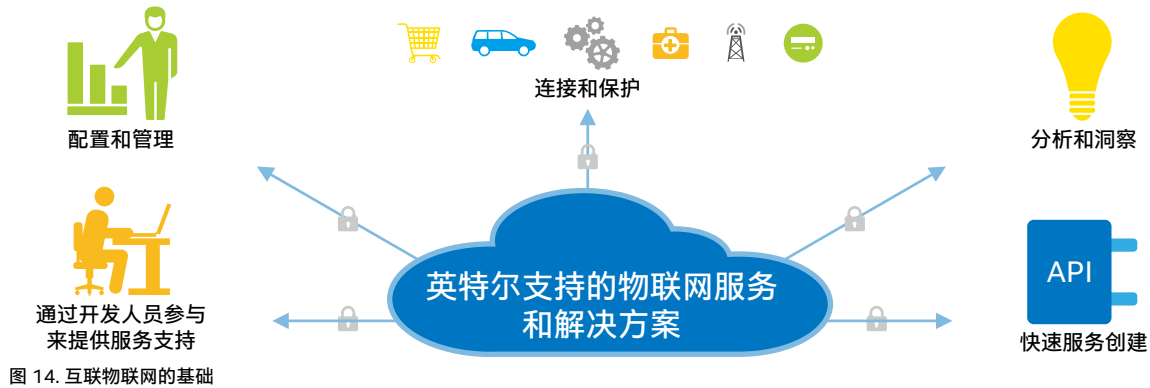 连接和保护
配置和管理
分析和洞察
英特尔支持的物联网服务
和解决方案
API
通过开发人员参与
来提供服务支持
快速服务创建
图 14. 互联物联网的基础